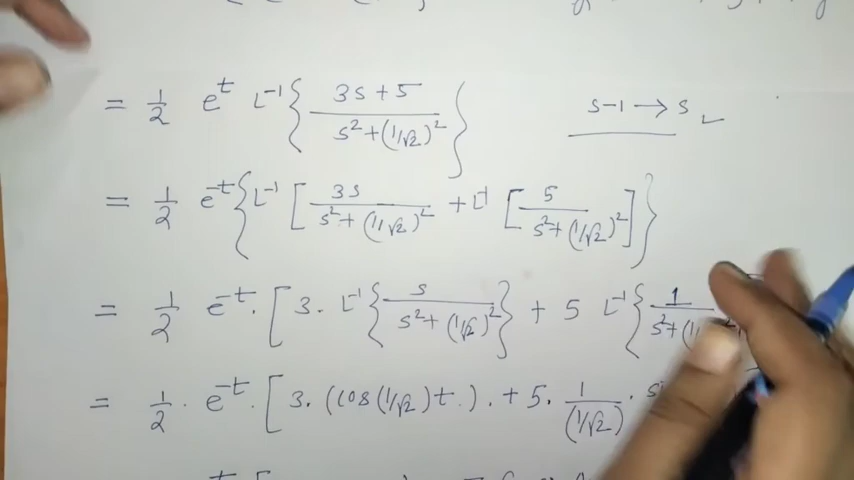 = 1/2 e^t L^-1 { (3s+5) / (s^2+(1/√2)^2) } s-1 → s
= 1/2 e^-t { L^-1 [ 3s / (s^2+(1/√2)^2) + L^-1 [ 5 / (s^2+(1/√2)^2) ] }
= 1/2 e^-t . [ 3. L^-1 { s / (s^2+(1/√2)^2) } + 5 L^-1 { 1 / (s^2+(1/
= 1/2 . e^-t . [ 3. (cos(1/√2)t.) . + 5. 1/(1/√2) .